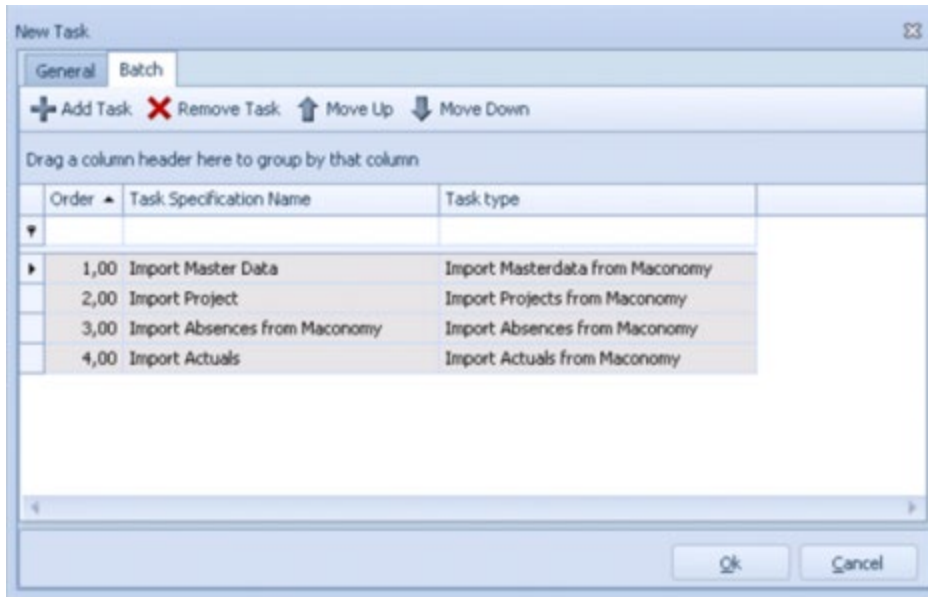 New Task
General Batch
Add Task Remove Task Move Up Move Down
Drag a column header here to group by that column
Order Task Specification Name Task type
1,00 Import Master Data Import Masterdata from Maconomy
2,00 Import Project Import Projects from Maconomy
3,00 Import Absences from Maconomy Import Absences from Maconomy
4,00 Import Actuals Import Actuals from Maconomy
Ok Cancel